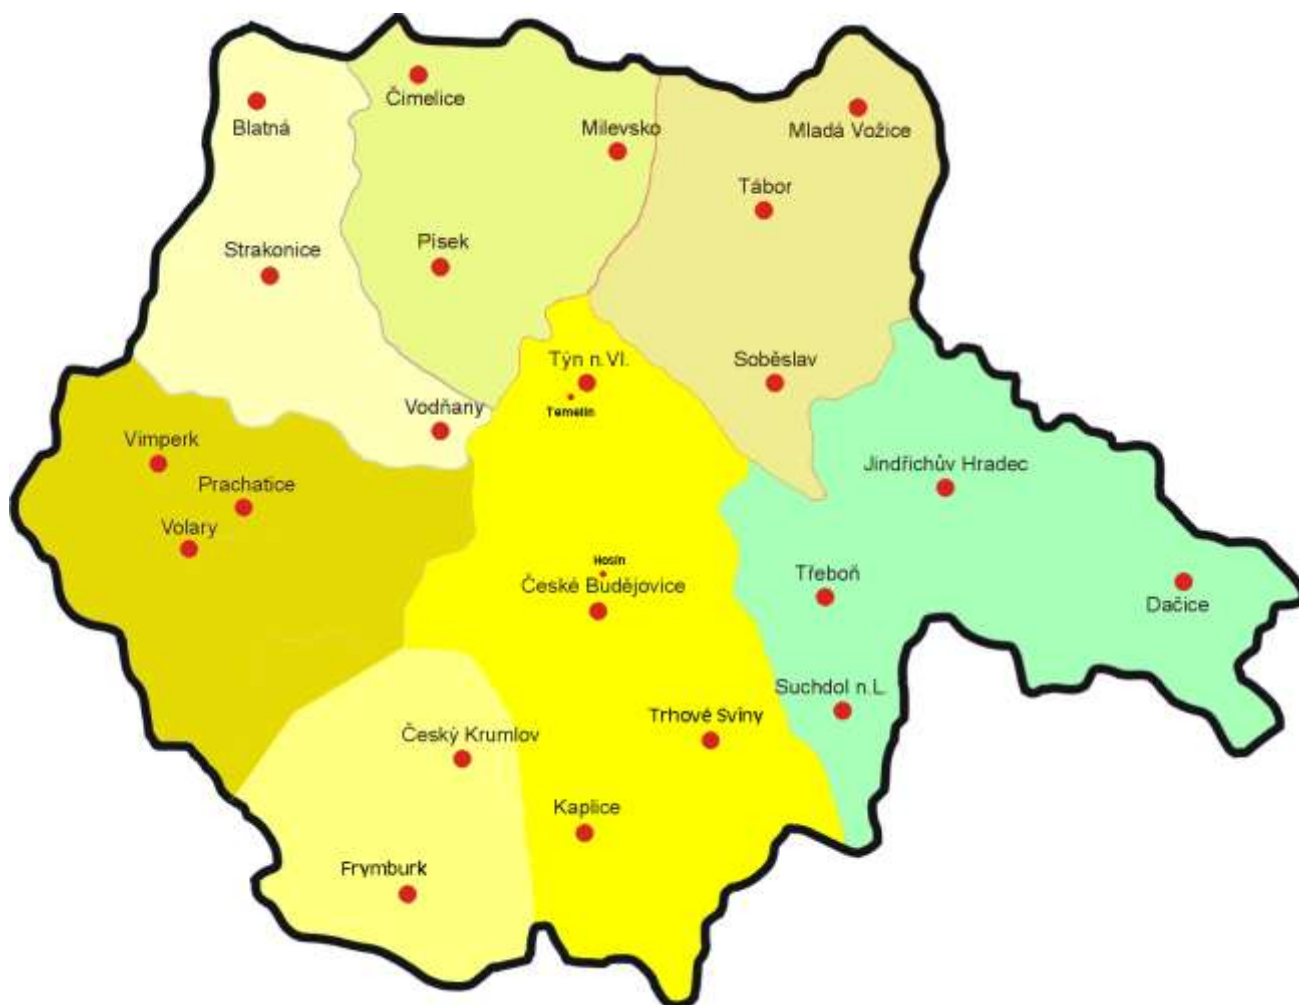 Čimelice
Blatná
Milevsko
Mladá Vožice
Tábor
Písek
Strakonice
Týn n.Vl.
Soběslav
Temelín
Vodňany
Vimperk
Jindřichův Hradec
Prachatice
Volary
Hosín
České Budějovice
Třeboň
Dačice
Suchdol n.L.
Trhové Sviny
Český Krumlov
Kaplice
Frymburk